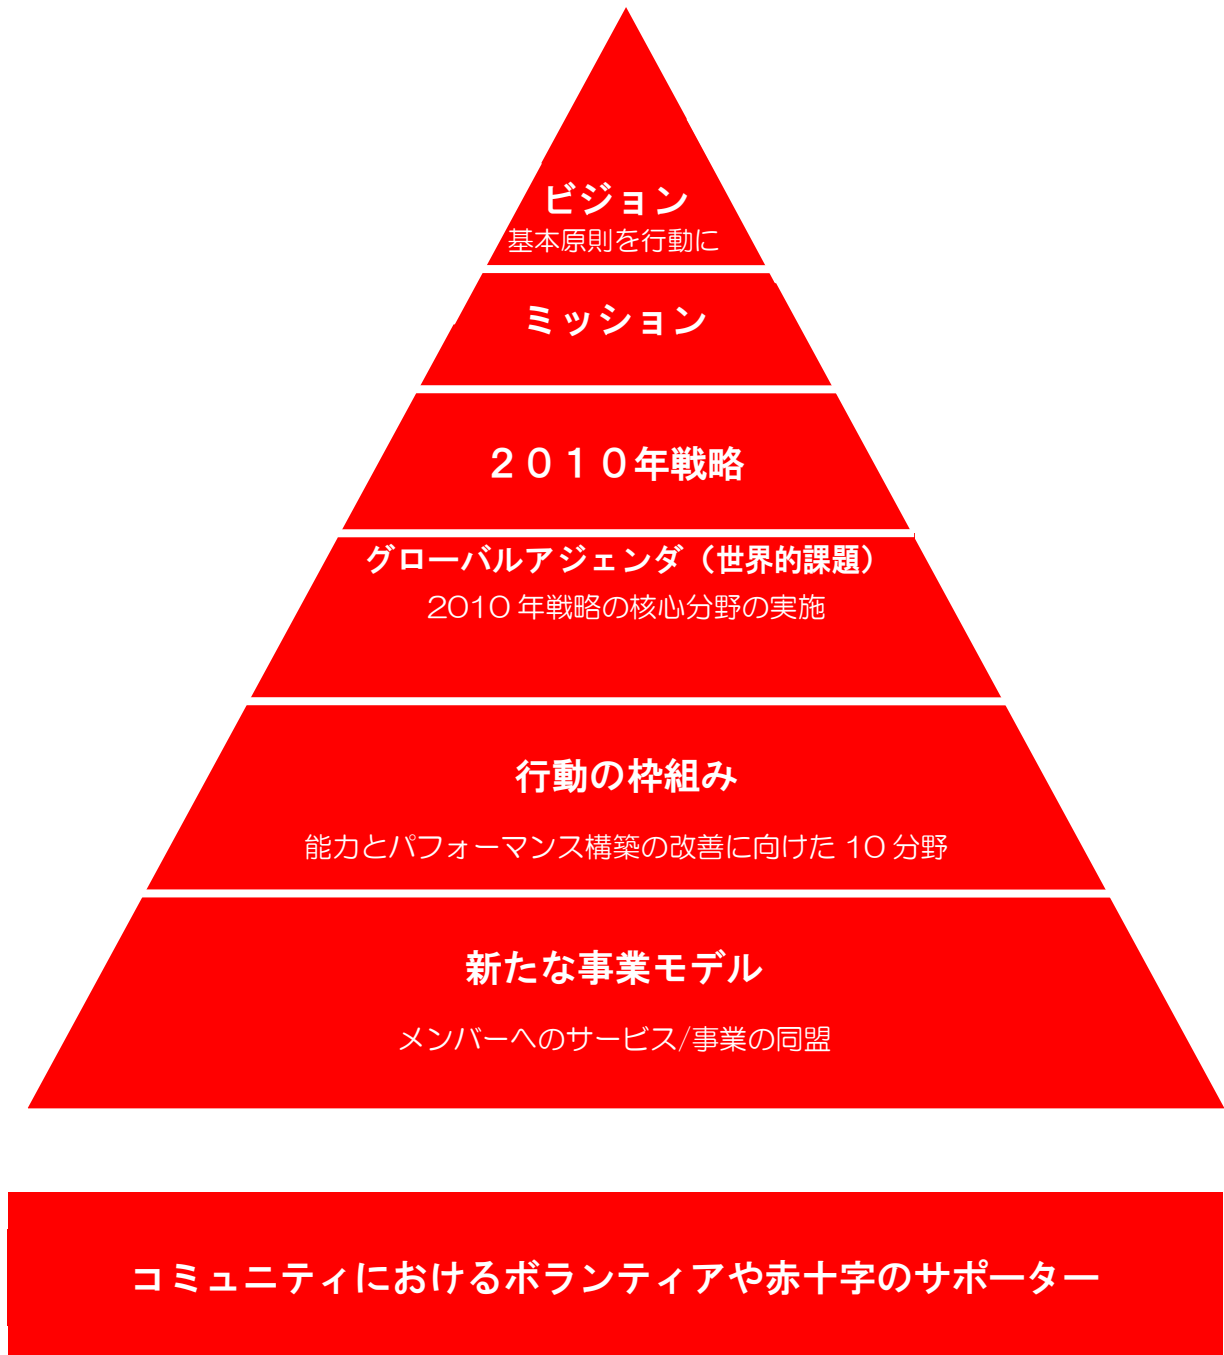 ビジョン
基本原則を行動に
ミッション
２０１０年戦略
グローバルアジェンダ（世界的課題）
2010 年戦略の核心分野の実施
行動の枠組み
能力とパフォーマンス構築の改善に向けた 10 分野
新たな事業モデル
メンバーへのサービス/事業の同盟
コミュニティにおけるボランティアや赤十字のサポーター